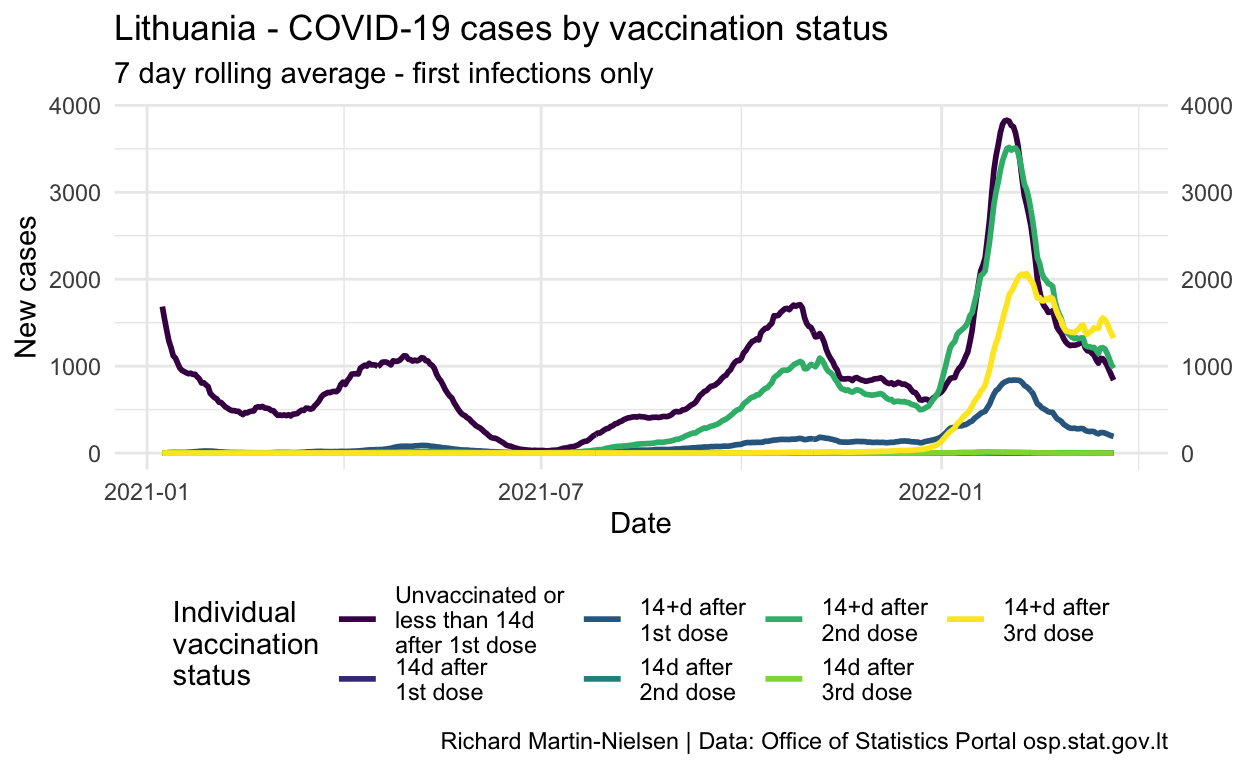 Lithuania - COVID-19 cases by vaccination status
7 day rolling average - first infections only
4000
3000
2000
1000
0
New cases
4000
3000
2000
1000
0
2021-01
2021-07
2022-01
Date
Individual
vaccination
status
Unvaccinated or
less than 14d
after 1st dose
14d after
1st dose
14+d after
1st dose
14d after
2nd dose
14+d after
2nd dose
14d after
3rd dose
14+d after
3rd dose
Richard Martin-Nielsen | Data: Office of Statistics Portal osp.stat.gov.lt